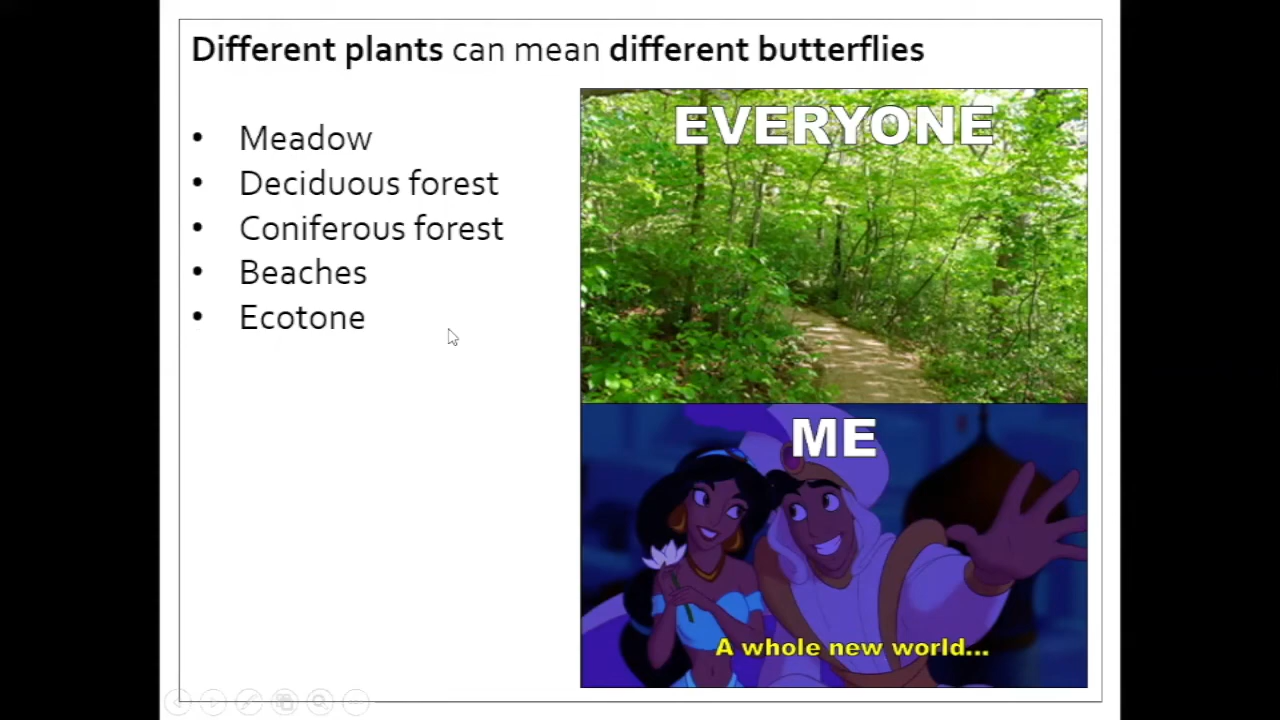 Different plants can mean different butterflies
• Meadow
• Deciduous forest
• Coniferous forest
• Beaches
• Ecotone
EVERYONE
ME
A whole new world...